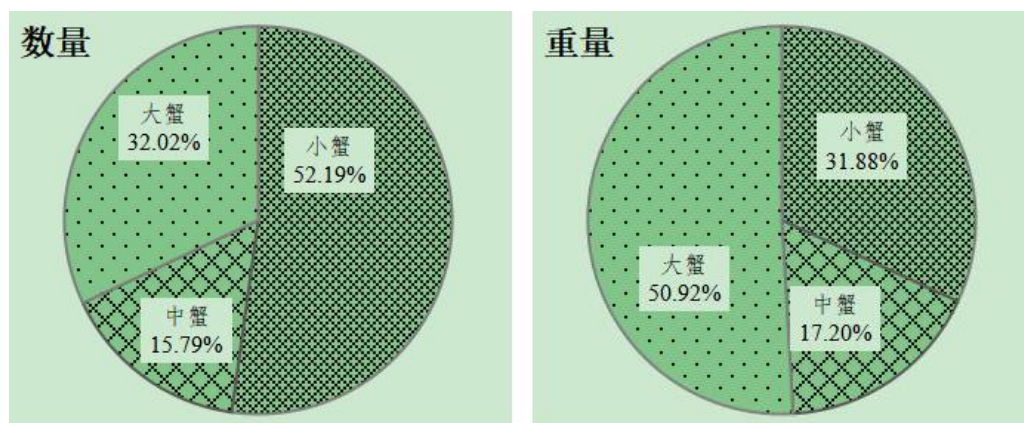 数量
大蟹
32.02%
小蟹
52.19%
中蟹
15.79%
重量
小蟹
31.88%
大蟹
50.92%
中蟹
17.20%